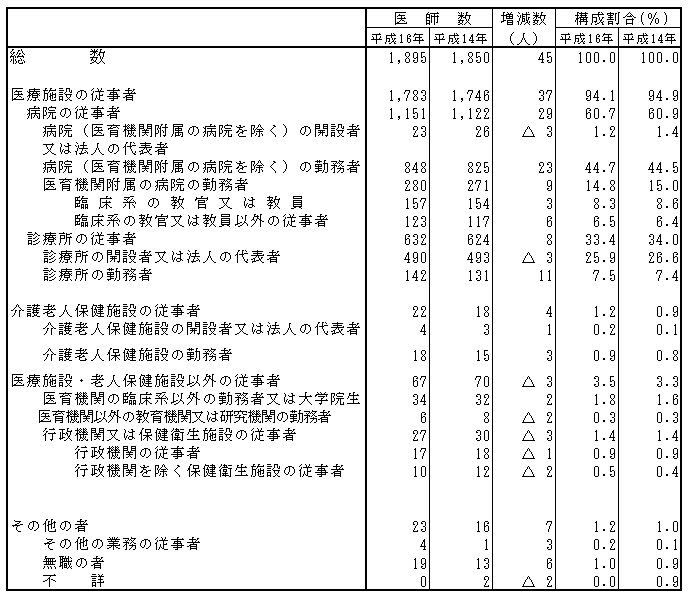 医 師 数 増減数 構成割合(％)
平成16年 平成14年 (人) 平成16年 平成14年
総 数 1,895 1,850 45 100.0 100.0
医療施設の従事者 1,783 1,746 37 94.1 94.9
病院の従事者 1,151 1,122 29 60.7 60.9
病院（医育機関附属の病院を除く）の開設者 23 26 △ 3 1.2 1.4
又は法人の代表者
病院（医育機関附属の病院を除く）の勤務者 848 825 23 44.7 44.5
医育機関附属の病院の勤務者 280 271 9 14.8 15.0
臨 床 系 の 教 官 又 は 教 員 157 154 3 8.3 8.6
臨床系の教官又は教員以外の従事者 123 117 6 6.5 6.4
診療所の従事者 632 624 8 33.4 34.0
診療所の開設者又は法人の代表者 490 493 △ 3 25.9 26.6
診療所の勤務者 142 131 11 7.5 7.4
介護老人保健施設の従事者 22 18 4 1.2 0.9
介護老人保健施設の開設者又は法人の代表者 4 3 1 0.2 0.1
介護老人保健施設の勤務者 18 15 3 0.9 0.8
医療施設・老人保健施設以外の従事者 67 70 △ 3 3.5 3.3
医育機関の臨床系以外の勤務者又は大学院生 34 32 2 1.8 1.6
医育機関以外の教育機関又は研究機関の勤務者 6 8 △ 2 0.3 0.3
行政機関又は保健衛生施設の従事者 27 30 △ 3 1.4 1.4
行政機関の従事者 17 18 △ 1 0.9 0.9
行政機関を除く保健衛生施設の従事者 10 12 △ 2 0.5 0.4
その他の者 23 16 7 1.2 1.0
その他の業務の従事者 4 1 3 0.2 0.1
無職の者 19 13 6 1.0 0.9
不 詳 0 2 △ 2 0.0 0.9